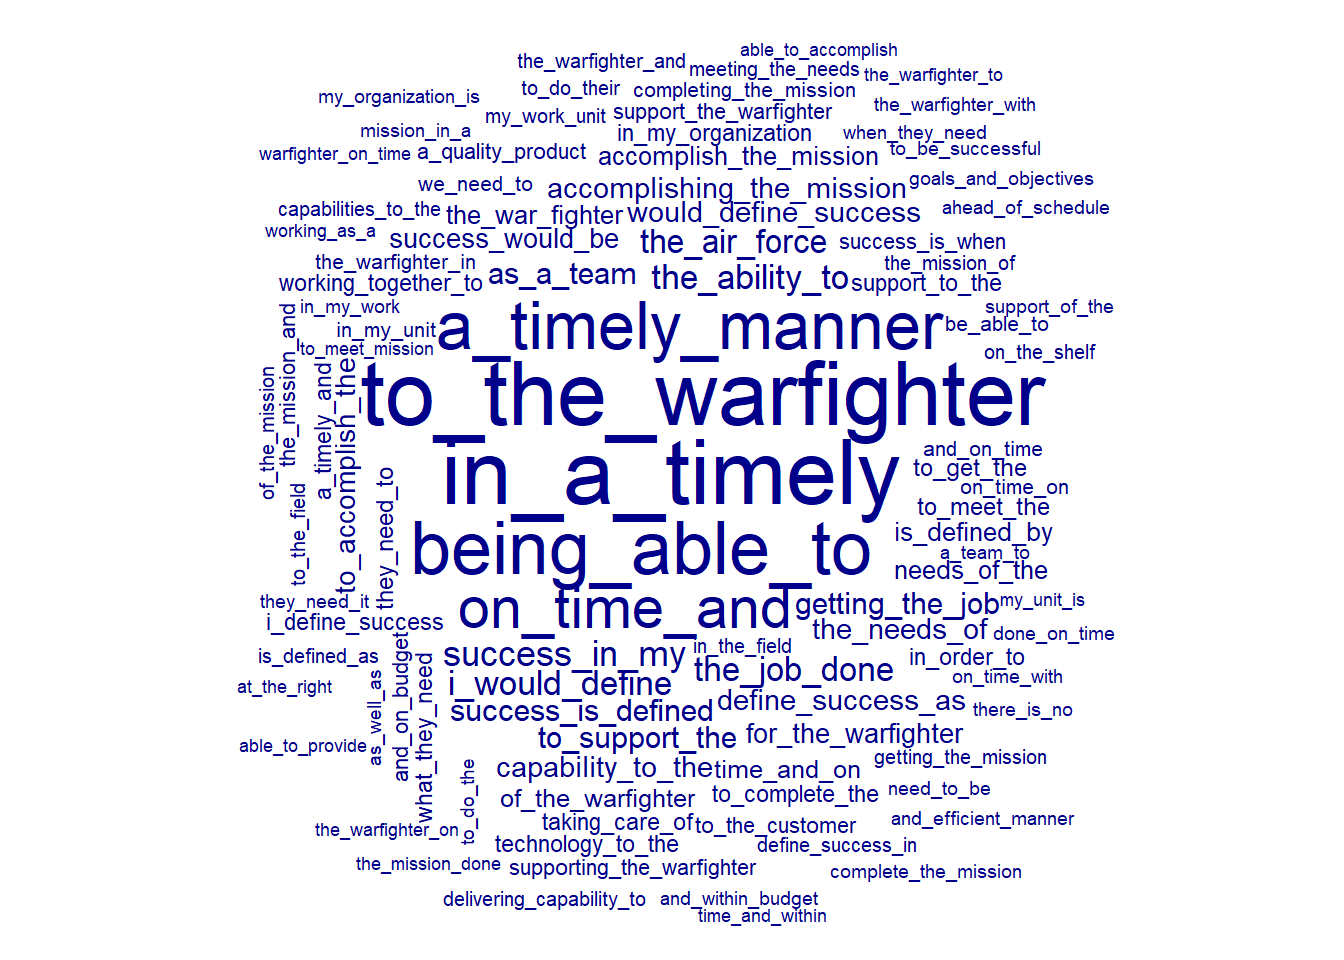 able_to_accomplish
the_warfighter_and
meeting_the_needs
the_warfighter_to
to_do_their
completing_the_mission
my_organization_is
the_warfighter_with
my_work_unit
support_the_warfighter
mission_in_a
in_my_organization
when_they_need
warfighter_on_time
a_quality_product
accomplish_the_mission
to_be_successful
we_need_to
accomplishing_the_mission
goals_and_objectives
capabilities_to_the
the_war_fighter
would_define_success
ahead_of_schedule
working_as_a
success_would_be
the_air_force
success_is_when
the_warfighter_in
as_a_team
the_ability_to
the_mission_of
working_together_to
support_to_the
in_my_work
a_timely_manner
support_of_the
in_my_unit
be_able_to
to_meet_mission
on_the_shelf
of_the_mission
the_mission_and
a_timely_and
to_accomplish_the
to_the_warfighter
in_a_timely
and_on_time
to_get_the
on_time_on
to_the_field
they_need_to
to_meet_the
being_able_to
is_defined_by
a_team_to
needs_of_the
they_need_it
on_time_and
getting_the_job
my_unit_is
i_define_success
the_needs_of
done_on_time
is_defined_as
success_in_my
in_the_field
in_order_to
at_the_right
as_well_as
and_on_budget
what_they_need
i_would_define
the_job_done
on_time_with
success_is_defined
define_success_as
there_is_no
able_to_provide
to_support_the
for_the_warfighter
getting_the_mission
to_do_the
capability_to_the
time_and_on
of_the_warfighter
to_complete_the
need_to_be
the_warfighter_on
taking_care_of
to_the_customer
and_efficient_manner
technology_to_the
define_success_in
the_mission_done
supporting_the_warfighter
complete_the_mission
delivering_capability_to
and_within_budget
time_and_within